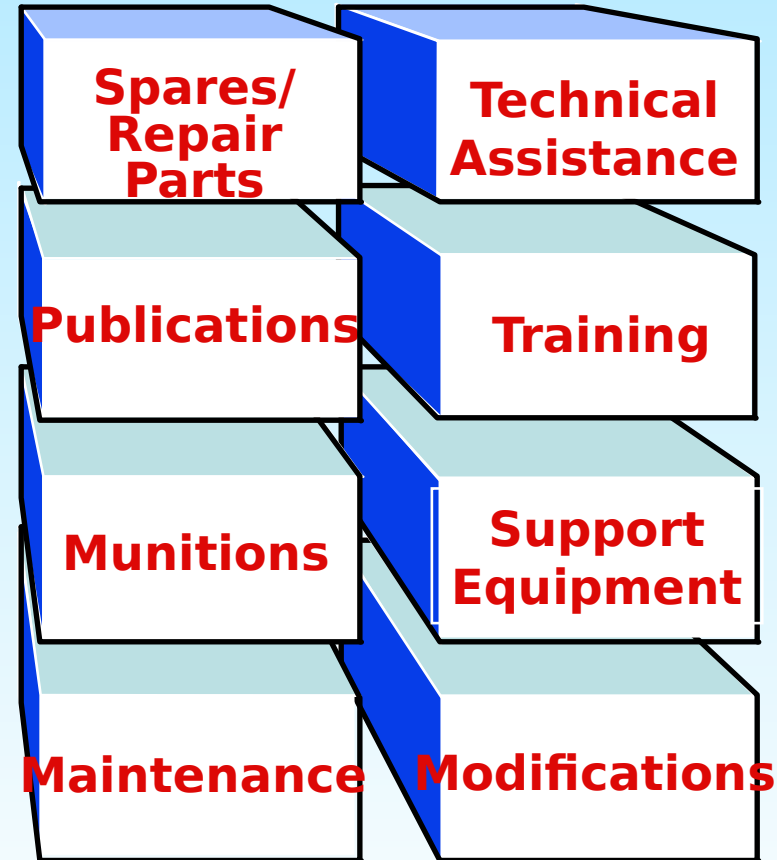 Spares/
Repair
Parts
Technical
Assistance
Publications
Training
Munitions
Support
Equipment
Maintenance
Modifications